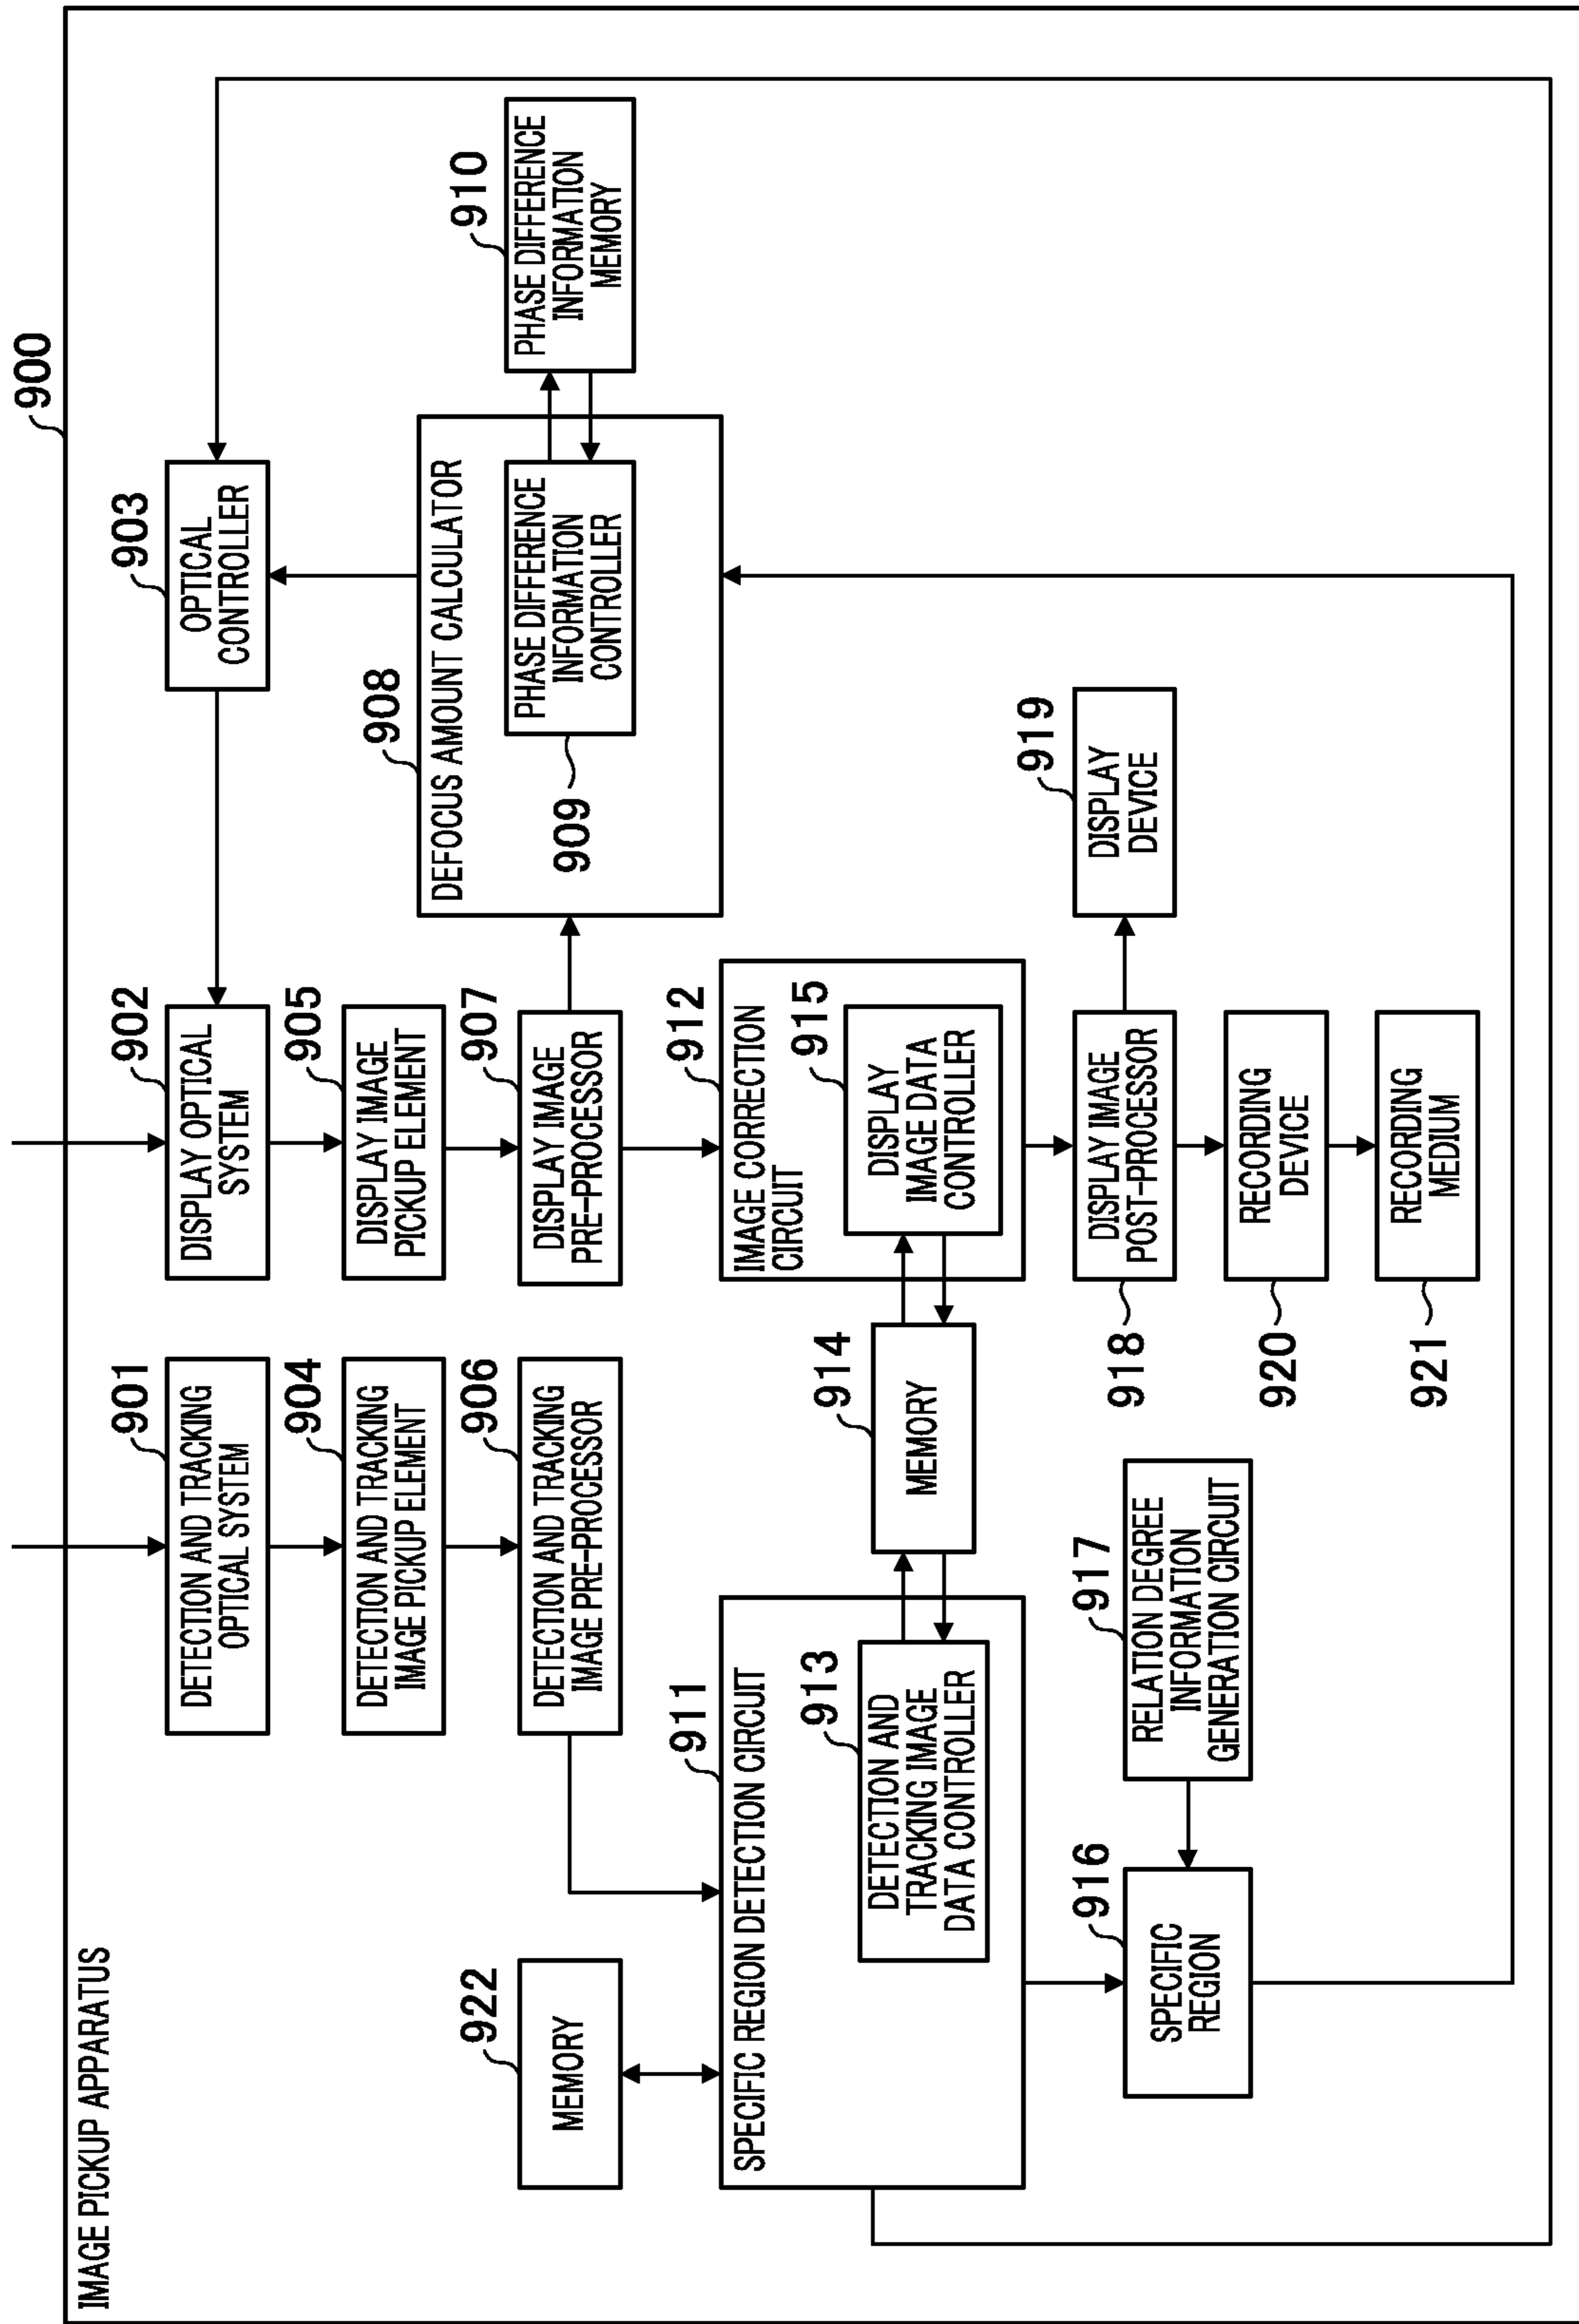 900
IMAGE PICKUP APPARATUS
901
DETECTION AND TRACKING
OPTICAL SYSTEM
902
DISPLAY OPTICAL
SYSTEM
903
OPTICAL
CONTROLLER
904
DETECTION AND TRACKING
IMAGE PICKUP ELEMENT
905
DISPLAY IMAGE
PICKUP ELEMENT
906
DETECTION AND TRACKING
IMAGE PRE-PROCESSOR
907
DISPLAY IMAGE
PRE-PROCESSOR
908
DEFOCUS AMOUNT CALCULATOR
PHASE DIFFERENCE
INFORMATION
CONTROLLER
909
910
PHASE DIFFERENCE
INFORMATION
MEMORY
922
MEMORY
911
SPECIFIC REGION DETECTION CIRCUIT
913
DETECTION AND
TRACKING IMAGE
DATA CONTROLLER
914
MEMORY
912
IMAGE CORRECTION
CIRCUIT
915
DISPLAY
IMAGE DATA
CONTROLLER
916
SPECIFIC
REGION
917
RELATION DEGREE
INFORMATION
GENERATION CIRCUIT
918
DISPLAY IMAGE
POST-PROCESSOR
919
DISPLAY
DEVICE
920
RECORDING
DEVICE
921
RECORDING
MEDIUM